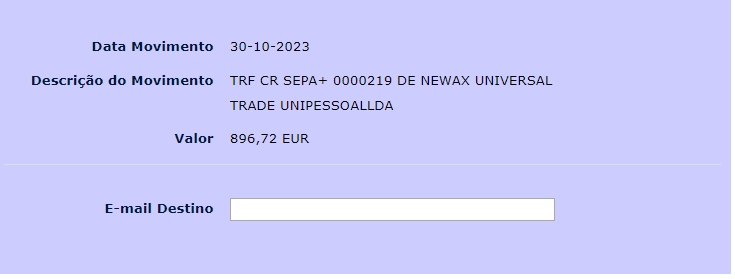 Data Movimento 30-10-2023
Descrição do Movimento TRF CR SEPA+ 0000219 DE NEWAX UNIVERSAL
TRADE UNIPESSOALLDA
Valor 896,72 EUR
E-mail Destino